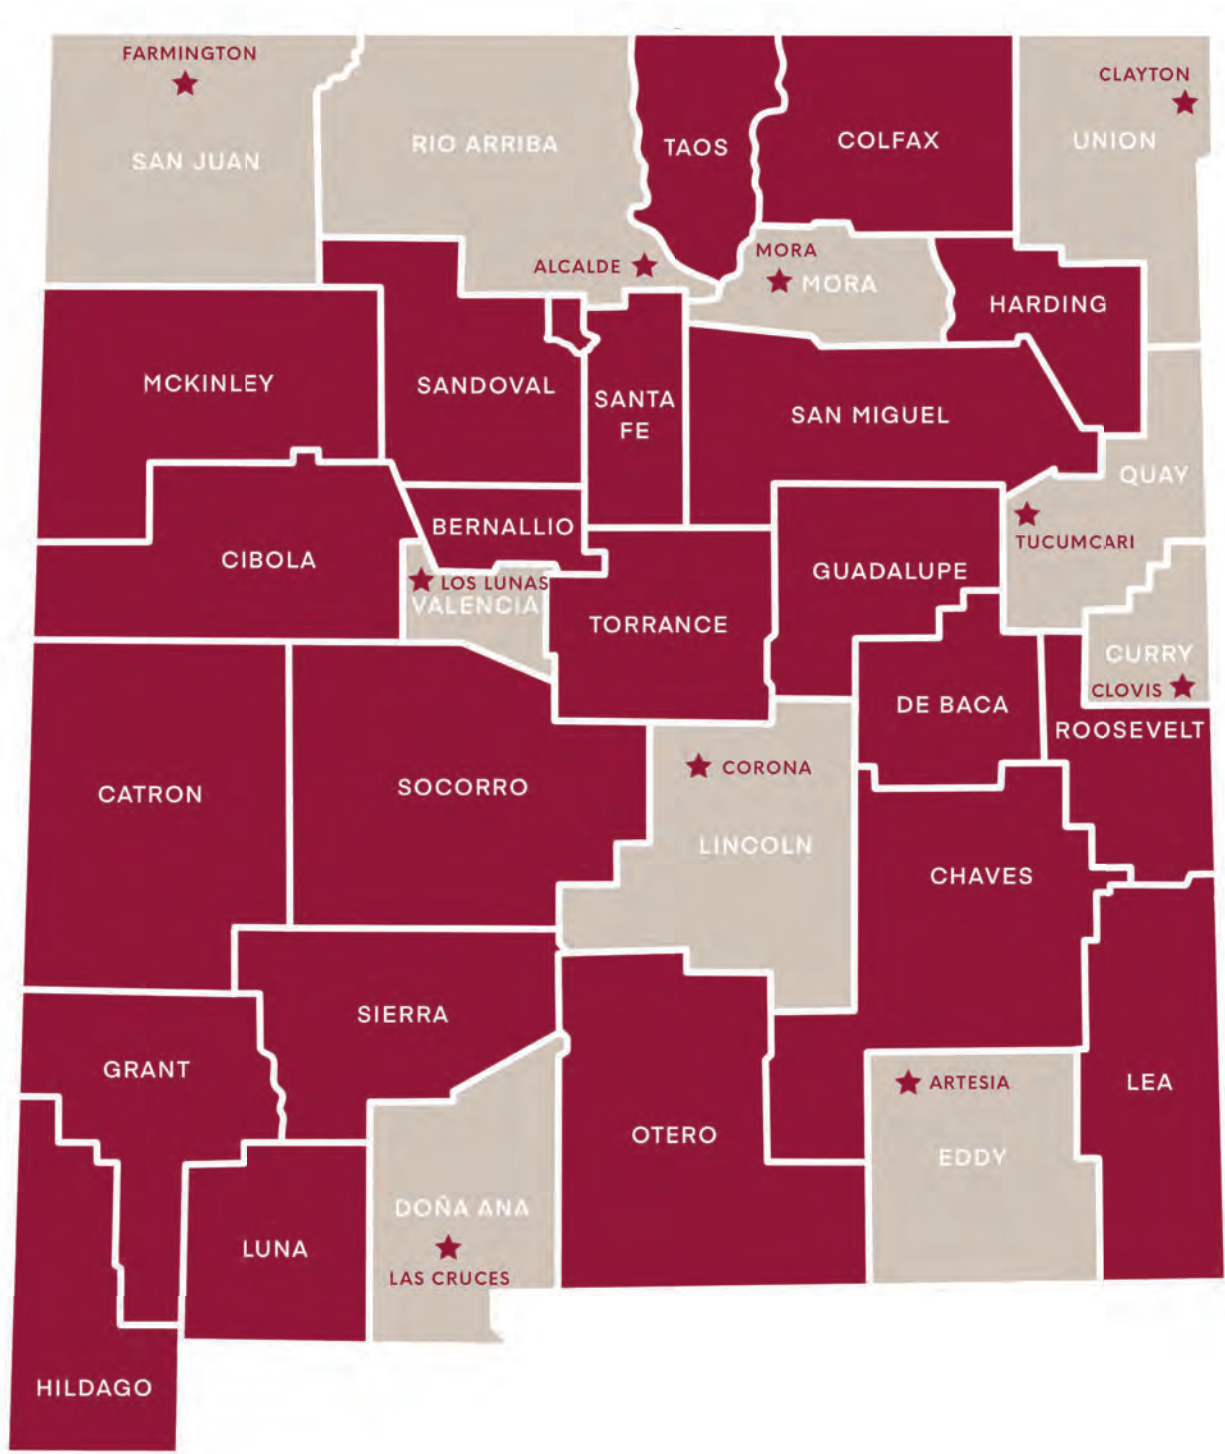 FARMINGTON
SAN JUAN
RIO ARRIBA
TAOS
COLFAX
CLAYTON
UNION
ALCALDE
MORA
MORA
HARDING
MCKINLEY
SANDOVAL
SANTA
FE
SAN MIGUEL
QUAY
TUCUMCARI
CIBOLA
BERNALLIO
LOS LUNAS
VALENCIA
TORRANCE
GUADALUPE
CURRY
CLOVIS
DE BACA
ROOSEVELT
CATRON
SOCORRO
CORONA
LINCOLN
CHAVES
SIERRA
GRANT
OTERO
ARTESIA
EDDY
LEA
LUNA
DOÑA ANA
LAS CRUCES
HILDAGO